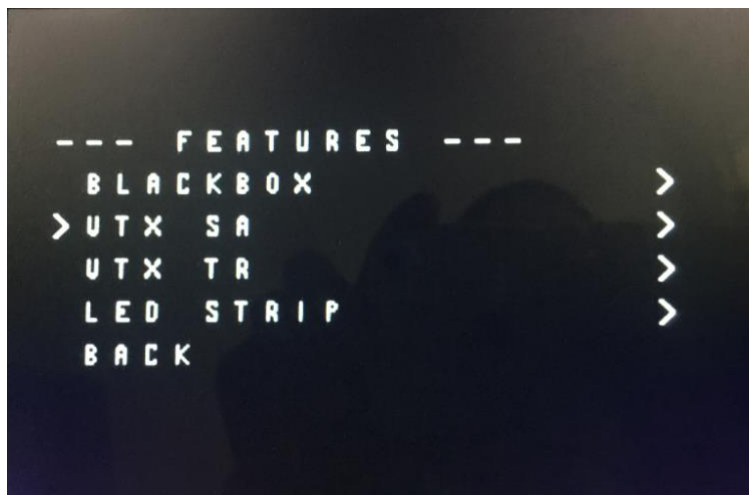 --- FEATURES ---
BLACKBOX >
>VTX SA >
VTX TR >
LED STRIP >
BACK